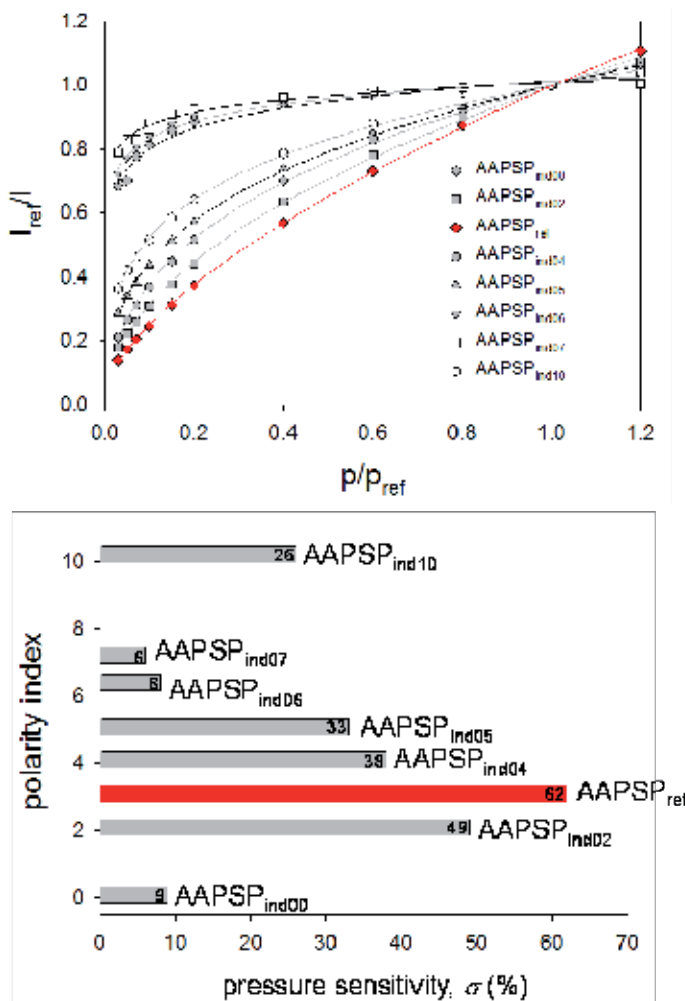 1.2
1.0
0.8
0.6
0.4
0.2
0.0
I_ref/I
0.0 0.2 0.4 0.6 0.8 1.0 1.2
p/p_ref
AAPSP_ind00
AAPSP_ind02
AAPSP_ref
AAPSP_ind04
AAPSP_ind05
AAPSP_ind06
AAPSP_ind07
AAPSP_ind10
polarity index
10
8
6
4
2
0
26 AAPSP_ind10
6 AAPSP_ind07
AAPSP_ind06
33 AAPSP_ind05
38 AAPSP_ind04
62 AAPSP_ref
49 AAPSP_ind02
9 AAPSP_ind00
0 10 20 30 40 50 60 70
pressure sensitivity, σ (%)